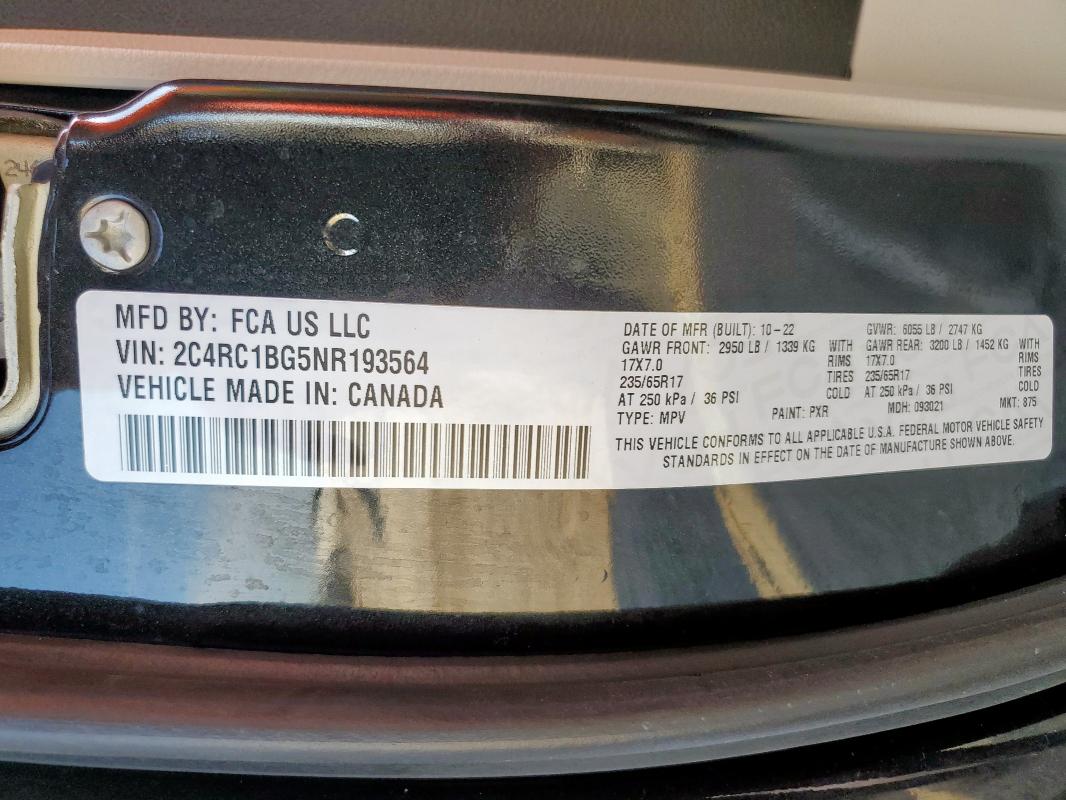 MFD BY: FCA US LLC
VIN: 2C4RC1BG5NR193564
VEHICLE MADE IN: CANADA
DATE OF MFR (BUILT): 10-22 GVWR: 6055 LB / 2747 KG
GAWR FRONT: 2950 LB / 1339 KG WITH GAWR REAR: 3200 LB / 1452 KG WITH
17X7.0 RIMS 17X7.0 RIMS
235/65R17 TIRES 235/65R17 TIRES
AT 250 kPa / 36 PSI COLD AT 250 kPa / 36 PSI COLD
TYPE: MPV PAINT: PXR MDH: 093021 MKT: 875
THIS VEHICLE CONFORMS TO ALL APPLICABLE U.S.A. FEDERAL MOTOR VEHICLE SAFETY
STANDARDS IN EFFECT ON THE DATE OF MANUFACTURE SHOWN ABOVE.